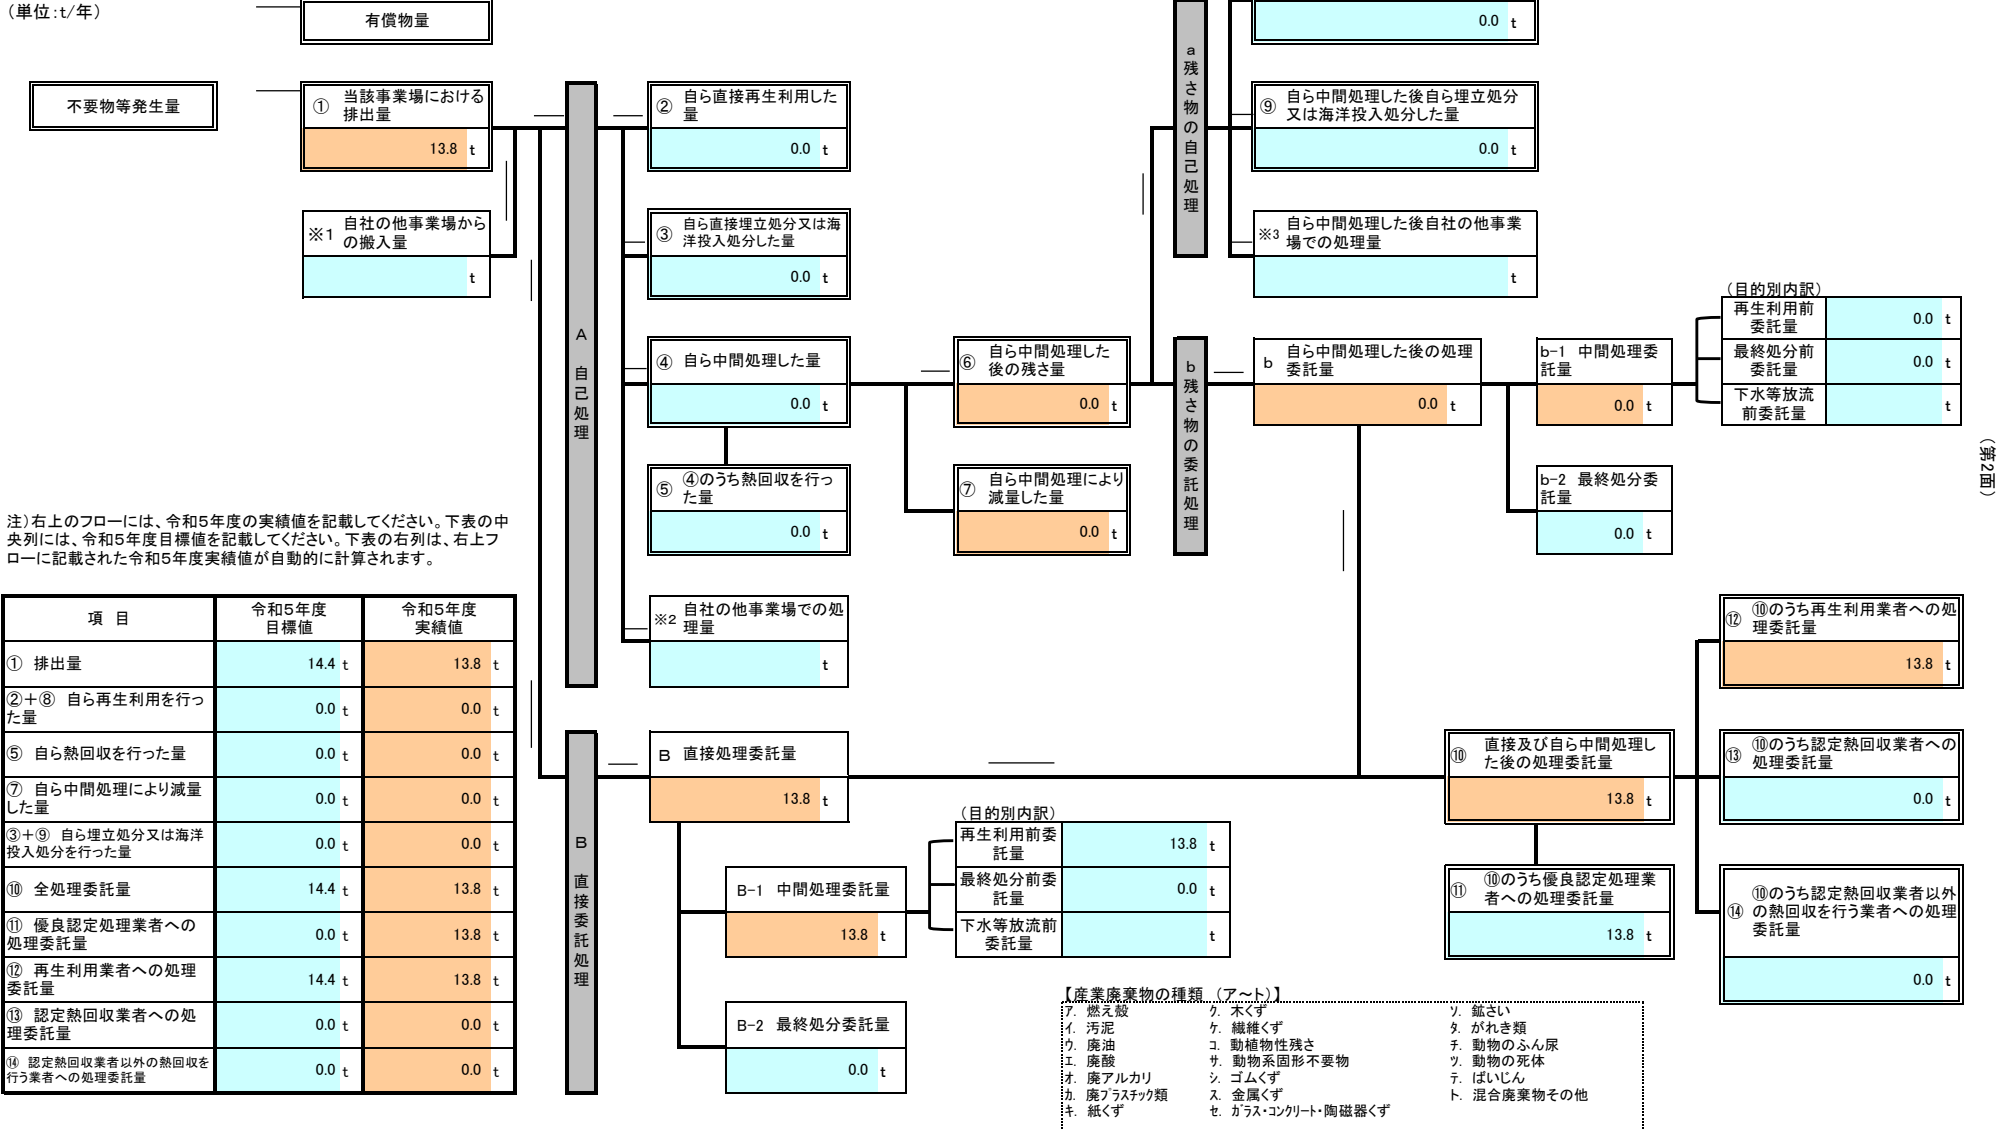 （単位:t/年）
有償物量
不要物等発生量
① 当該事業場における
排出量
13.8 t
※1 自社の他事業場から
の搬入量
t
A 自己処理
② 自ら直接再生利用した
量
0.0 t
③ 自ら直接埋立処分又は海
洋投入処分した量
0.0 t
④ 自ら中間処理した量
0.0 t
⑤ ④のうち熱回収を行っ
た量
0.0 t
※2 自社の他事業場での処
理量
t
⑥ 自ら中間処理した
後の残さ量
0.0 t
⑦ 自ら中間処理により
減量した量
0.0 t
a 残さ物の自己処理
0.0 t
⑨ 自ら中間処理した後自ら埋立処分
又は海洋投入処分した量
0.0 t
※3 自ら中間処理した後自社の他事業
場での処理量
t
b 残さ物の委託処理
b 自ら中間処理した後の処理
委託量
0.0 t
b-1 中間処理委
託量
0.0 t
b-2 最終処分委
託量
0.0 t
（目的別内訳）
再生利用前
委託量
0.0 t
最終処分前
委託量
0.0 t
下水等放流
前委託量
t
（第2面）
注）右上のフローには、令和5年度の実績値を記載してください。下表の中
央列には、令和5年度目標値を記載してください。下表の右列は、右上フ
ローに記載された令和5年度実績値が自動的に計算されます。
項 目 令和5年度
目標値 令和5年度
実績値
① 排出量 14.4 t 13.8 t
②＋⑧ 自ら再生利用を行っ
た量 0.0 t 0.0 t
⑤ 自ら熱回収を行った量 0.0 t 0.0 t
⑦ 自ら中間処理により減量
した量 0.0 t 0.0 t
③＋⑨ 自ら埋立処分又は海洋
投入処分を行った量 0.0 t 0.0 t
⑩ 全処理委託量 14.4 t 13.8 t
⑪ 優良認定処理業者への
処理委託量 0.0 t 13.8 t
⑫ 再生利用業者への処理
委託量 14.4 t 13.8 t
⑬ 認定熱回収業者への処
理委託量 0.0 t 0.0 t
⑭ 認定熱回収業者以外の熱回収を
行う業者への処理委託量 0.0 t 0.0 t
B 直接委託処理
B 直接処理委託量
13.8 t
B-1 中間処理委託量
13.8 t
B-2 最終処分委託量
0.0 t
（目的別内訳）
再生利用前委
託量
13.8 t
最終処分前委
託量
0.0 t
下水等放流前
委託量
t
⑩ 直接及び自ら中間処理し
た後の処理委託量
13.8 t
⑪ ⑩のうち優良認定処理業
者への処理委託量
13.8 t
⑫ ⑩のうち再生利用業者への処
理委託量
13.8 t
⑬ ⑩のうち認定熱回収業者への
処理委託量
0.0 t
⑭ ⑩のうち認定熱回収業者以外
の熱回収を行う業者への処理
委託量
0.0 t
【産業廃棄物の種類 （ア～ト）】
ア. 燃え殻 ク. 木くず ソ. 鉱さい
イ. 汚泥 ケ. 繊維くず タ. がれき類
ウ. 廃油 コ. 動植物性残さ チ. 動物のふん尿
エ. 廃酸 サ. 動物系固形不要物 ツ. 動物の死体
オ. 廃アルカリ シ. ゴムくず テ. ばいじん
カ. 廃プラスチック類 ス. 金属くず ト. 混合廃棄物その他
キ. 紙くず セ. ガラス・コンクリート・陶磁器くず